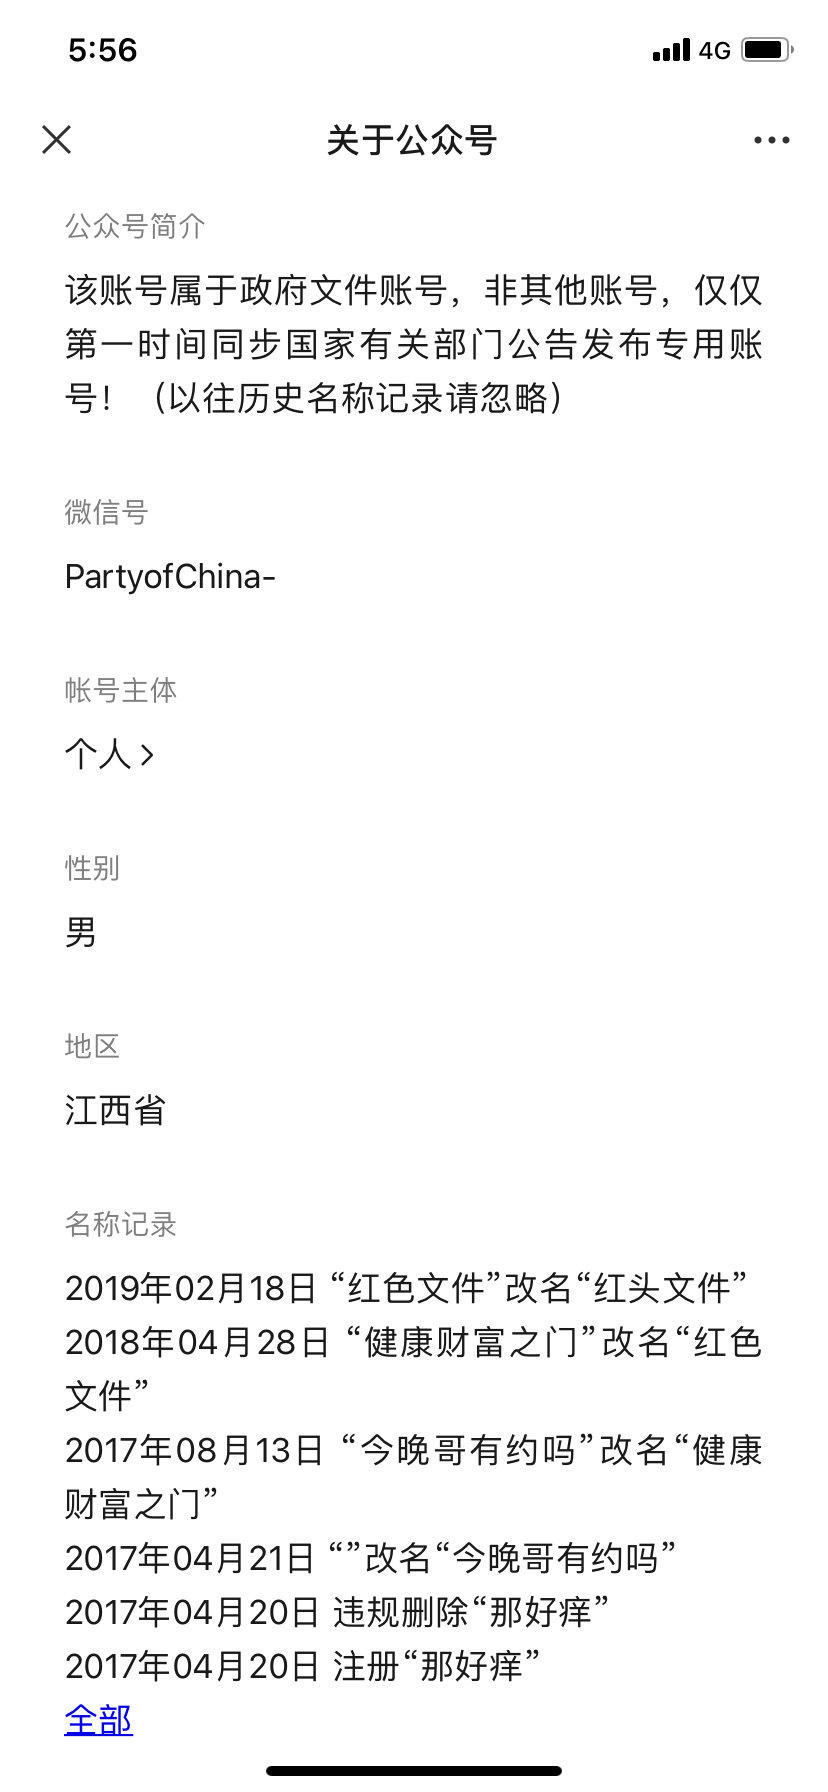 5:56
4G
关于公众号
公众号简介
该账号属于政府文件账号，非其他账号，仅仅
第一时间同步国家有关部门公告发布专用账
号！（以往历史名称记录请忽略）
微信号
PartyofChina-
帐号主体
个人
性别
男
地区
江西省
名称记录
2019年02月18日 “红色文件”改名“红头文件”
2018年04月28日 “健康财富之门”改名“红色
文件”
2017年08月13日 “今晚哥有约吗”改名“健康
财富之门”
2017年04月21日 “”改名“今晚哥有约吗”
2017年04月20日 违规删除“那好痒”
2017年04月20日 注册“那好痒”
全部